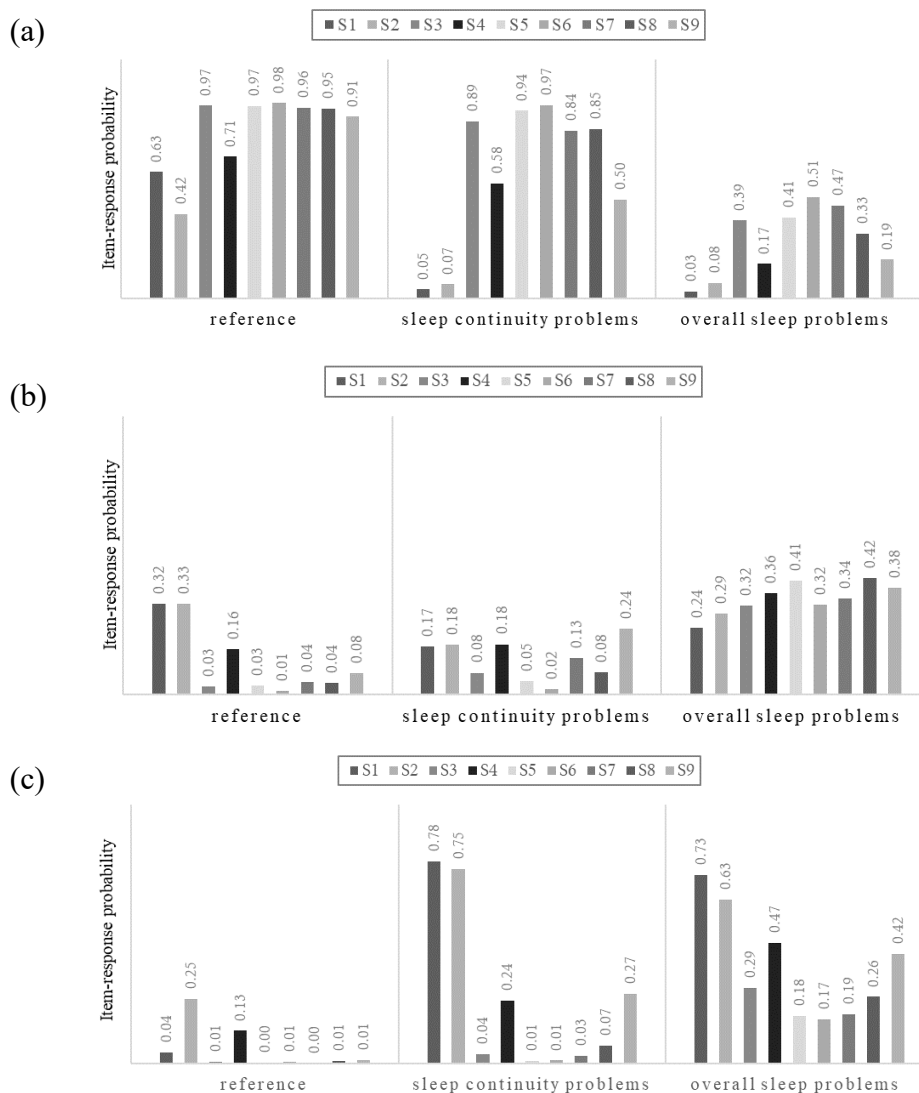 (a)
S1 S2 S3 S4 S5 S6 S7 S8 S9
Item-response probability
0.63 0.42 0.97 0.71 0.97 0.98 0.96 0.95 0.91
0.05 0.07 0.89 0.58 0.94 0.97 0.84 0.85 0.50
0.03 0.08 0.39 0.17 0.41 0.51 0.47 0.33 0.19
reference sleep continuity problems overall sleep problems
(b)
S1 S2 S3 S4 S5 S6 S7 S8 S9
Item-response probability
0.32 0.33 0.03 0.16 0.03 0.01 0.04 0.04 0.08
0.17 0.18 0.08 0.18 0.05 0.02 0.13 0.08 0.24
0.24 0.29 0.32 0.36 0.41 0.32 0.34 0.42 0.38
reference sleep continuity problems overall sleep problems
(c)
S1 S2 S3 S4 S5 S6 S7 S8 S9
Item-response probability
0.04 0.25 0.01 0.13 0.00 0.01 0.00 0.01 0.01
0.78 0.75 0.04 0.24 0.01 0.01 0.03 0.07 0.27
0.73 0.63 0.29 0.47 0.18 0.17 0.19 0.26 0.42
reference sleep continuity problems overall sleep problems